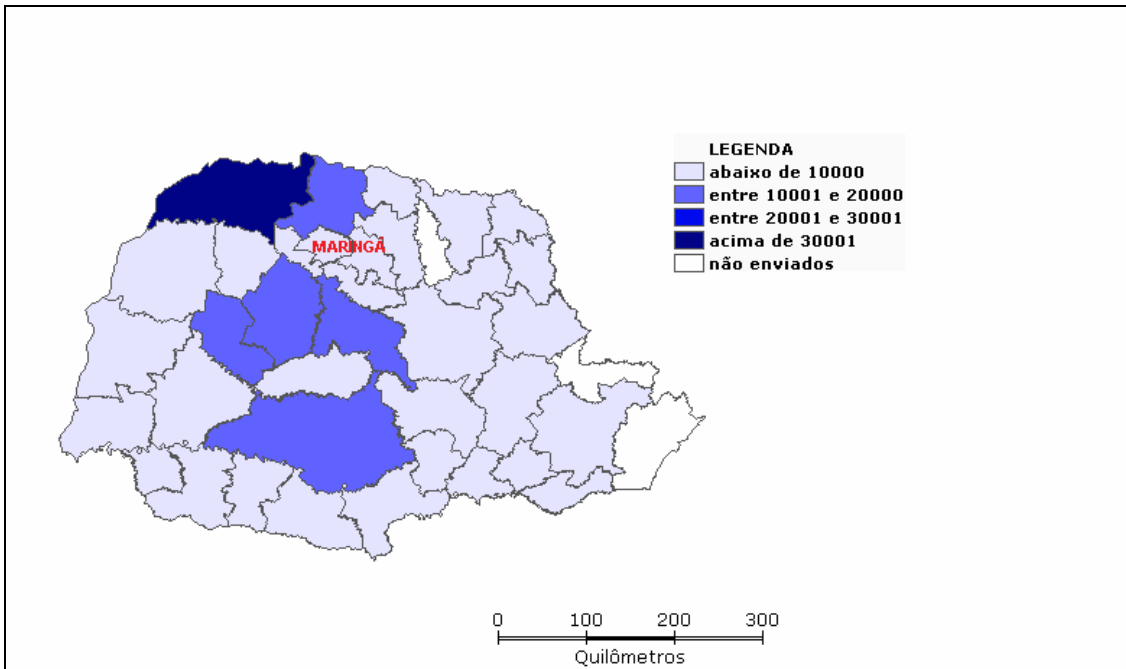 LEGENDA
abaixo de 10000
entre 10001 e 20000
entre 20001 e 30001
acima de 30001
não enviados
MARINGÁ
0 100 200 300
Quilômetros